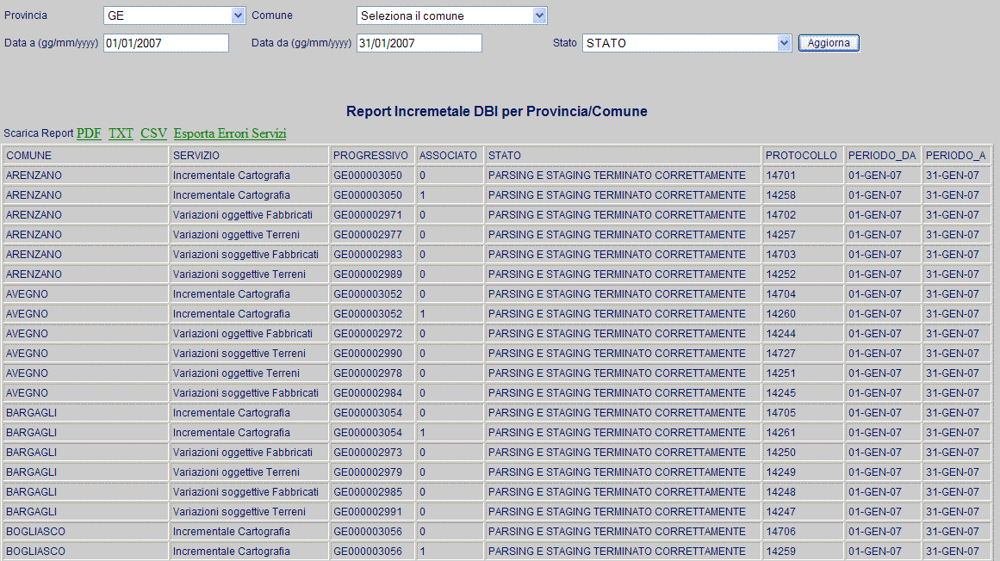 Provincia GE Comune Seleziona il comune
Data a (gg/mm/yyyy) 01/01/2007 Data da (gg/mm/yyyy) 31/01/2007 Stato STATO Aggiorna
Report Incremetale DBI per Provincia/Comune
Scarica Report PDF TXT CSV Esporta Errori Servizi
COMUNE SERVIZIO PROGRESSIVO ASSOCIATO STATO PROTOCOLLO PERIODO_DA PERIODO_A
ARENZANO Incrementale Cartografia GE000003050 0 PARSING E STAGING TERMINATO CORRETTAMENTE 14701 01-GEN-07 31-GEN-07
ARENZANO Incrementale Cartografia GE000003050 1 PARSING E STAGING TERMINATO CORRETTAMENTE 14258 01-GEN-07 31-GEN-07
ARENZANO Variazioni oggettive Fabbricati GE000002971 0 PARSING E STAGING TERMINATO CORRETTAMENTE 14702 01-GEN-07 31-GEN-07
ARENZANO Variazioni oggettive Terreni GE000002977 0 PARSING E STAGING TERMINATO CORRETTAMENTE 14257 01-GEN-07 31-GEN-07
ARENZANO Variazioni soggettive Fabbricati GE000002983 0 PARSING E STAGING TERMINATO CORRETTAMENTE 14703 01-GEN-07 31-GEN-07
ARENZANO Variazioni soggettive Terreni GE000002989 0 PARSING E STAGING TERMINATO CORRETTAMENTE 14252 01-GEN-07 31-GEN-07
AVEGNO Incrementale Cartografia GE000003052 0 PARSING E STAGING TERMINATO CORRETTAMENTE 14704 01-GEN-07 31-GEN-07
AVEGNO Incrementale Cartografia GE000003052 1 PARSING E STAGING TERMINATO CORRETTAMENTE 14260 01-GEN-07 31-GEN-07
AVEGNO Variazioni oggettive Fabbricati GE000002972 0 PARSING E STAGING TERMINATO CORRETTAMENTE 14244 01-GEN-07 31-GEN-07
AVEGNO Variazioni soggettive Terreni GE000002990 0 PARSING E STAGING TERMINATO CORRETTAMENTE 14727 01-GEN-07 31-GEN-07
AVEGNO Variazioni oggettive Terreni GE000002978 0 PARSING E STAGING TERMINATO CORRETTAMENTE 14251 01-GEN-07 31-GEN-07
AVEGNO Variazioni soggettive Fabbricati GE000002984 0 PARSING E STAGING TERMINATO CORRETTAMENTE 14245 01-GEN-07 31-GEN-07
BARGAGLI Incrementale Cartografia GE000003054 0 PARSING E STAGING TERMINATO CORRETTAMENTE 14705 01-GEN-07 31-GEN-07
BARGAGLI Incrementale Cartografia GE000003054 1 PARSING E STAGING TERMINATO CORRETTAMENTE 14261 01-GEN-07 31-GEN-07
BARGAGLI Variazioni oggettive Fabbricati GE000002973 0 PARSING E STAGING TERMINATO CORRETTAMENTE 14250 01-GEN-07 31-GEN-07
BARGAGLI Variazioni oggettive Terreni GE000002979 0 PARSING E STAGING TERMINATO CORRETTAMENTE 14249 01-GEN-07 31-GEN-07
BARGAGLI Variazioni soggettive Fabbricati GE000002985 0 PARSING E STAGING TERMINATO CORRETTAMENTE 14248 01-GEN-07 31-GEN-07
BARGAGLI Variazioni soggettive Terreni GE000002991 0 PARSING E STAGING TERMINATO CORRETTAMENTE 14247 01-GEN-07 31-GEN-07
BOGLIASCO Incrementale Cartografia GE000003056 0 PARSING E STAGING TERMINATO CORRETTAMENTE 14706 01-GEN-07 31-GEN-07
BOGLIASCO Incrementale Cartografia GE000003056 1 PARSING E STAGING TERMINATO CORRETTAMENTE 14259 01-GEN-07 31-GEN-07